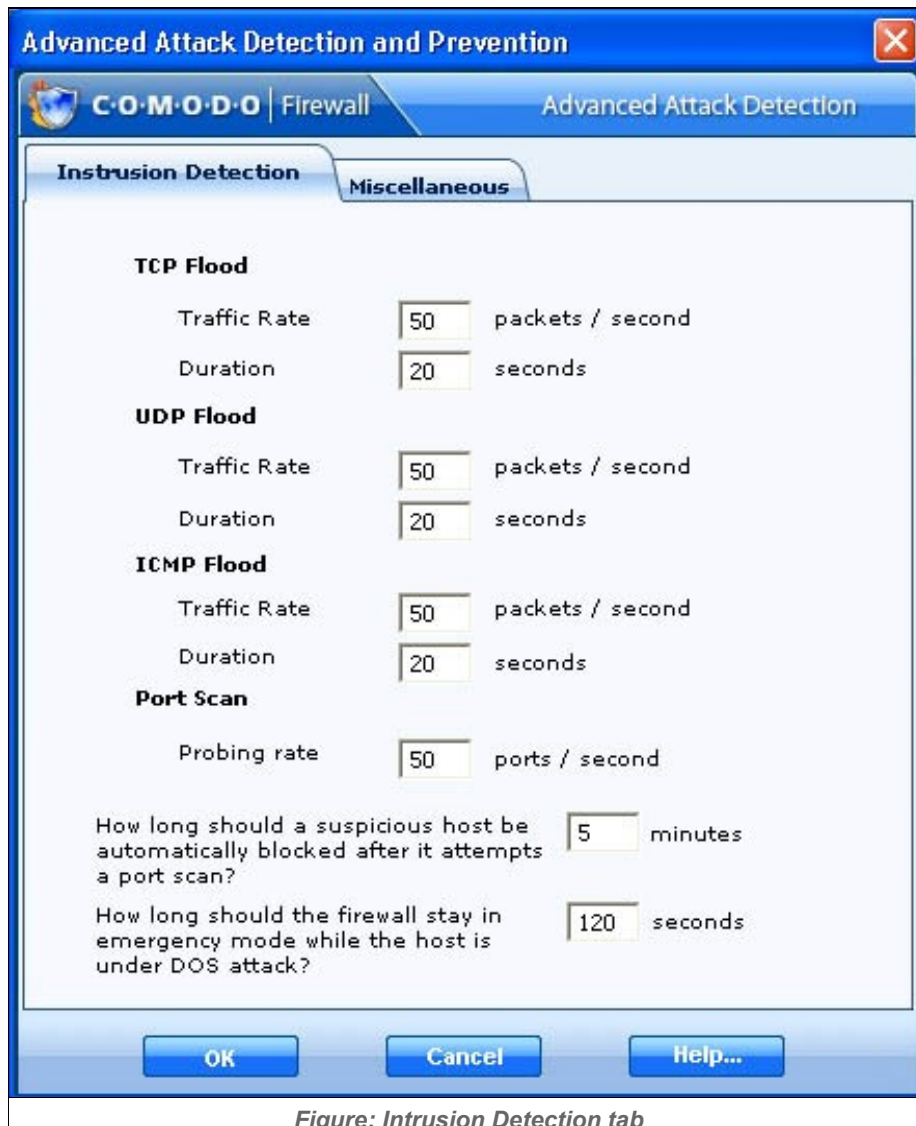 Advanced Attack Detection and Prevention
C·O·M·O·D·O | Firewall
Advanced Attack Detection
Instrusion Detection
Miscellaneous
TCP Flood
Traffic Rate 50 packets / second
Duration 20 seconds
UDP Flood
Traffic Rate 50 packets / second
Duration 20 seconds
ICMP Flood
Traffic Rate 50 packets / second
Duration 20 seconds
Port Scan
Probing rate 50 ports / second
How long should a suspicious host be
automatically blocked after it attempts
a port scan?
5 minutes
How long should the firewall stay in
emergency mode while the host is
under DOS attack?
120 seconds
OK
Cancel
Help...
Figure: Intrusion Detection tab